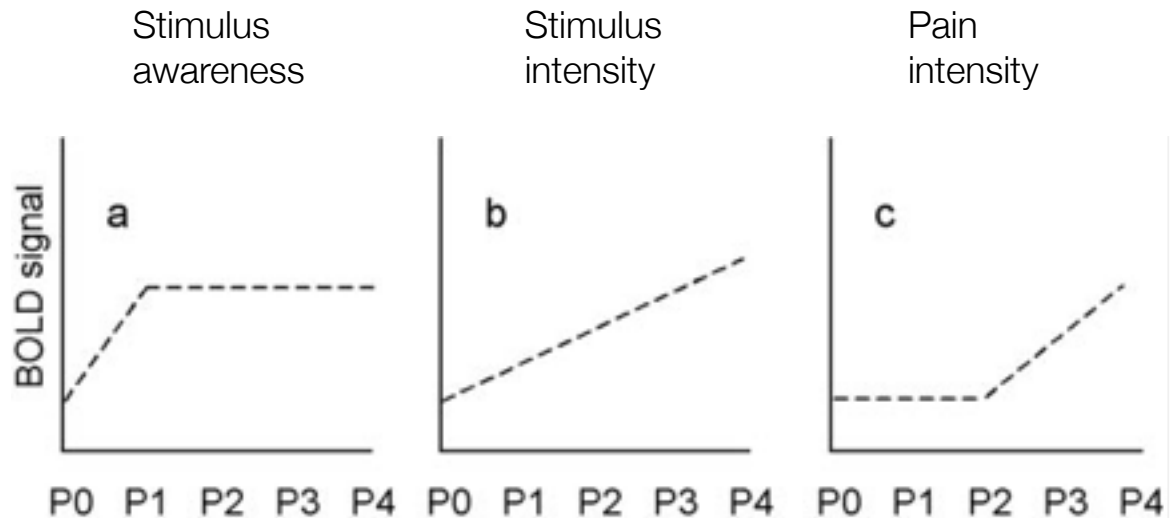 Stimulus
awareness
Stimulus
intensity
Pain
intensity
BOLD signal
a
b
c
P0 P1 P2 P3 P4
P0 P1 P2 P3 P4
P0 P1 P2 P3 P4